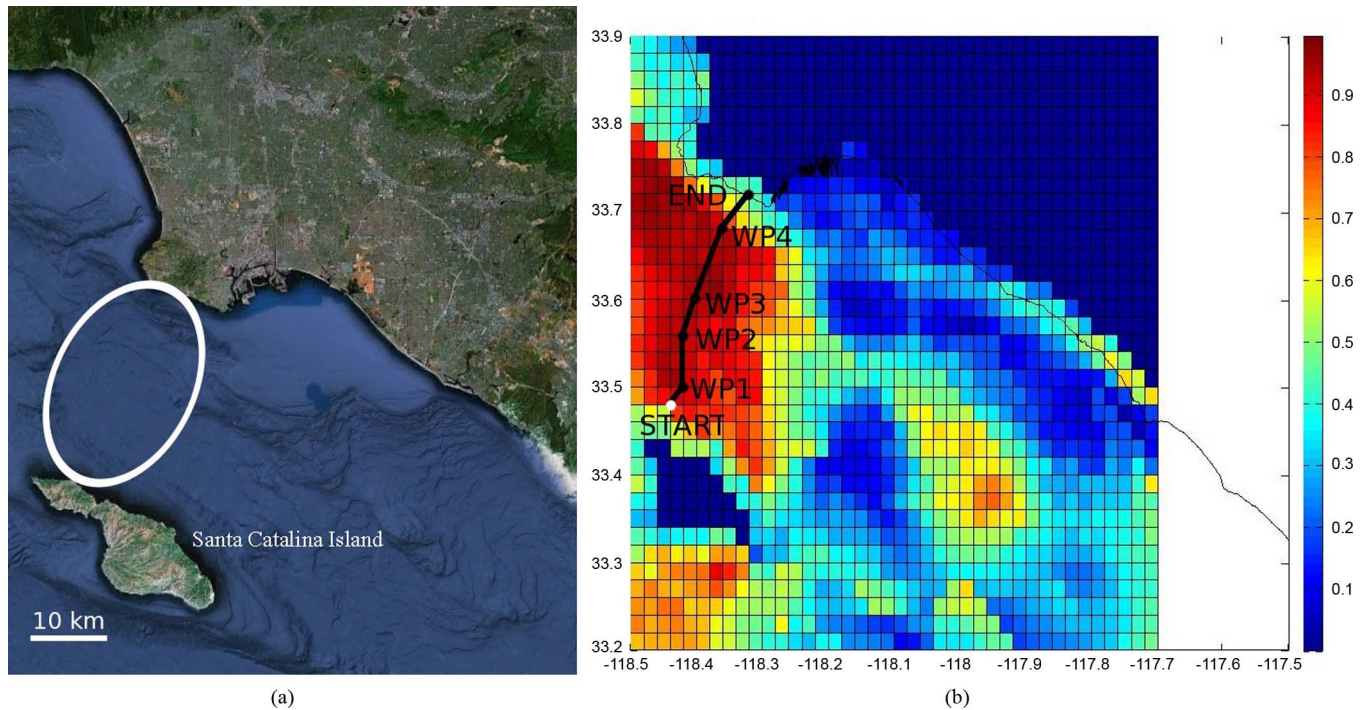 Santa Catalina Island
10 km
(a)
33.9
33.8
33.7
33.6
33.5
33.4
33.3
33.2
END
WP4
WP3
WP2
WP1
START
-118.5 -118.4 -118.3 -118.2 -118.1 -118 -117.9 -117.8 -117.7 -117.6 -117.5
0.9
0.8
0.7
0.6
0.5
0.4
0.3
0.2
0.1
(b)